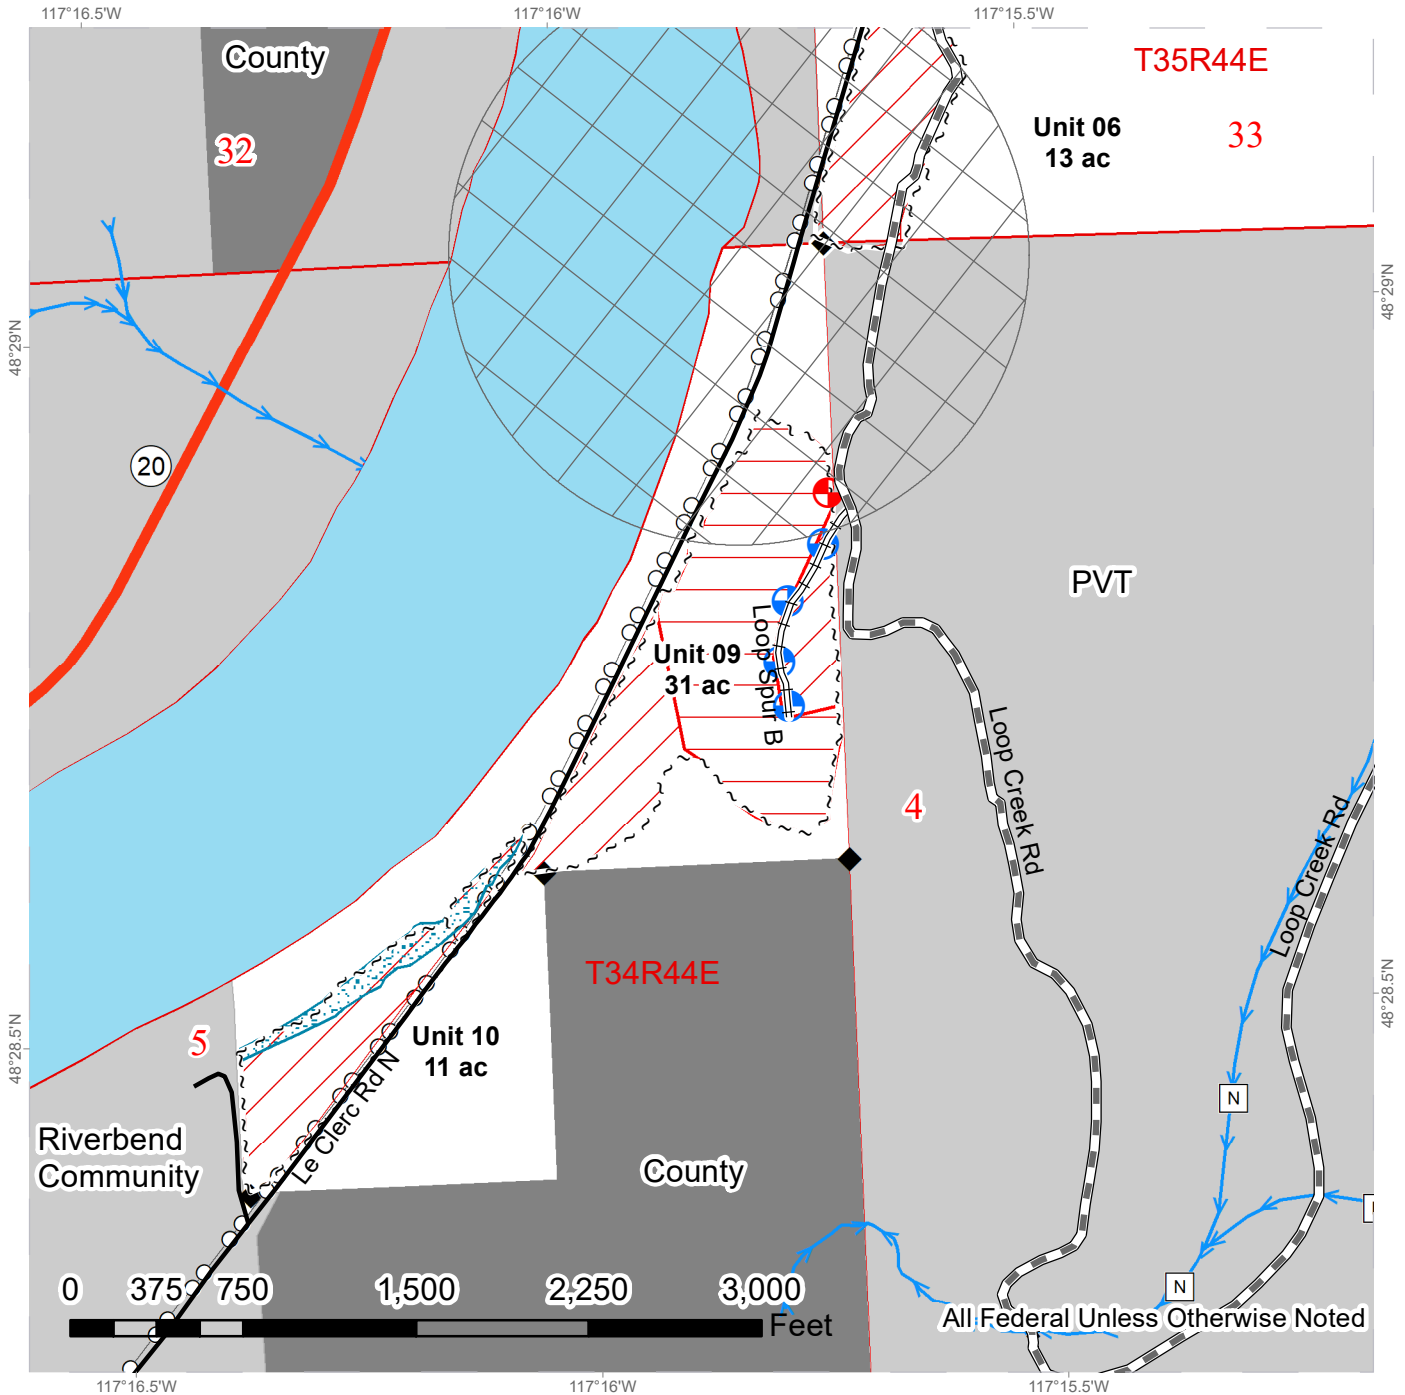 117°16.5'W
117°16'W
117°15.5'W
County
T35R44E
32
Unit 06
13 ac
33
48°29'N
48°29'N
20
PVT
Loop Spur B
Unit 09
31 ac
Loop Creek Rd
4
Loop Creek Rd
T34R44E
5
Unit 10
11 ac
48°28.5'N
48°28.5'N
Le Clerc Rd N
N
Riverbend
Community
County
N
0 375 750 1,500 2,250 3,000
Feet
All Federal Unless Otherwise Noted
117°16.5'W
117°16'W
117°15.5'W